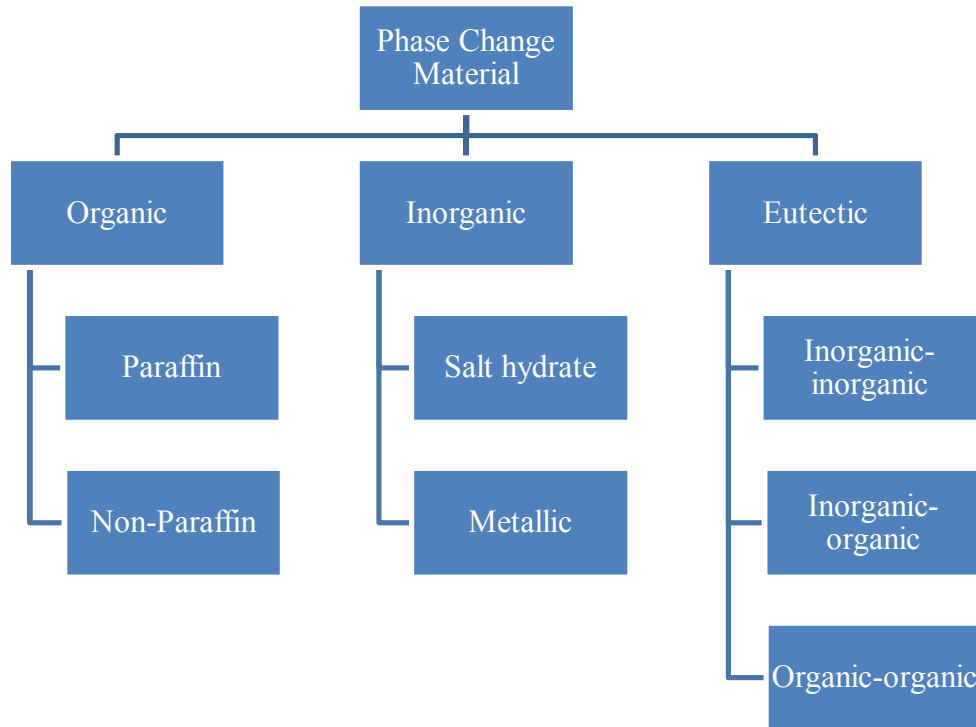 Phase Change
Material
Organic
Inorganic
Eutectic
Paraffin
Salt hydrate
Inorganic-
inorganic
Non-Paraffin
Metallic
Inorganic-
organic
Organic-organic